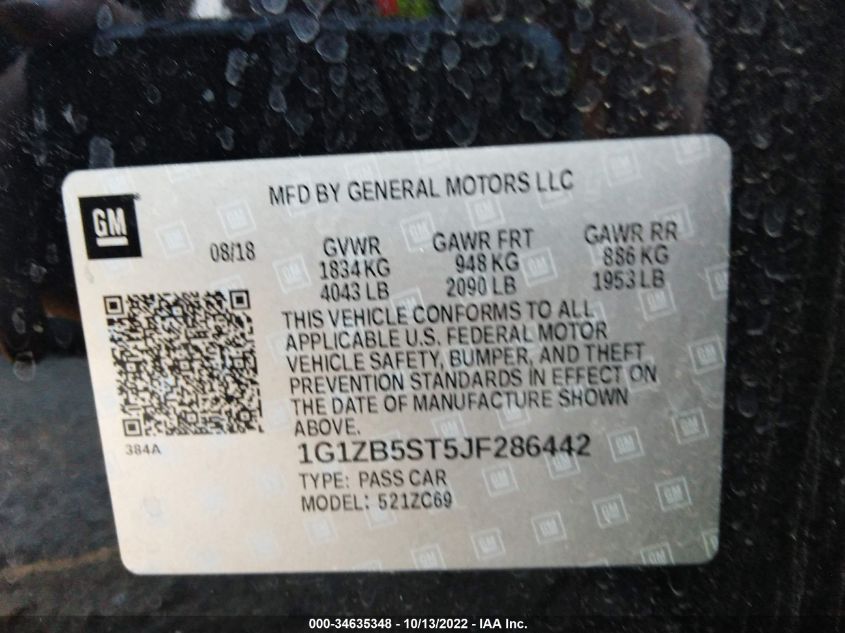 MFD BY GENERAL MOTORS LLC
GM
08/18 GVWR GAWR FRT GAWR RR
1834 KG 948 KG 886 KG
4043 LB 2090 LB 1953 LB
THIS VEHICLE CONFORMS TO ALL
APPLICABLE U.S. FEDERAL MOTOR
VEHICLE SAFETY, BUMPER, AND THEFT
PREVENTION STANDARDS IN EFFECT ON
THE DATE OF MANUFACTURE SHOWN
ABOVE.
384A
1G1ZB5ST5JF286442
TYPE: PASS CAR
MODEL: 521ZC69
000-34635348 - 10/13/2022 - IAA Inc.